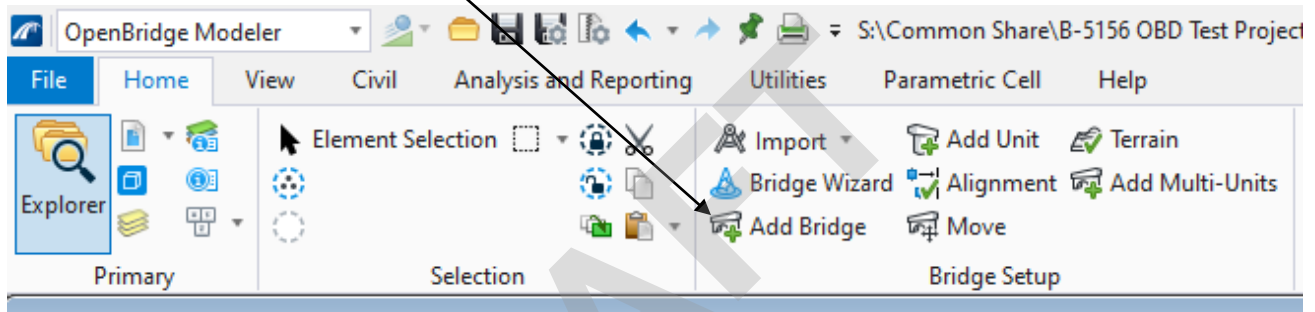 OpenBridge Modeler S:\Common Share\B-5156 OBD Test Project
File Home View Civil Analysis and Reporting Utilities Parametric Cell Help
Element Selection Import Add Unit Terrain
Explorer Bridge Wizard Alignment Add Multi-Units
Add Bridge Move
Primary Selection Bridge Setup